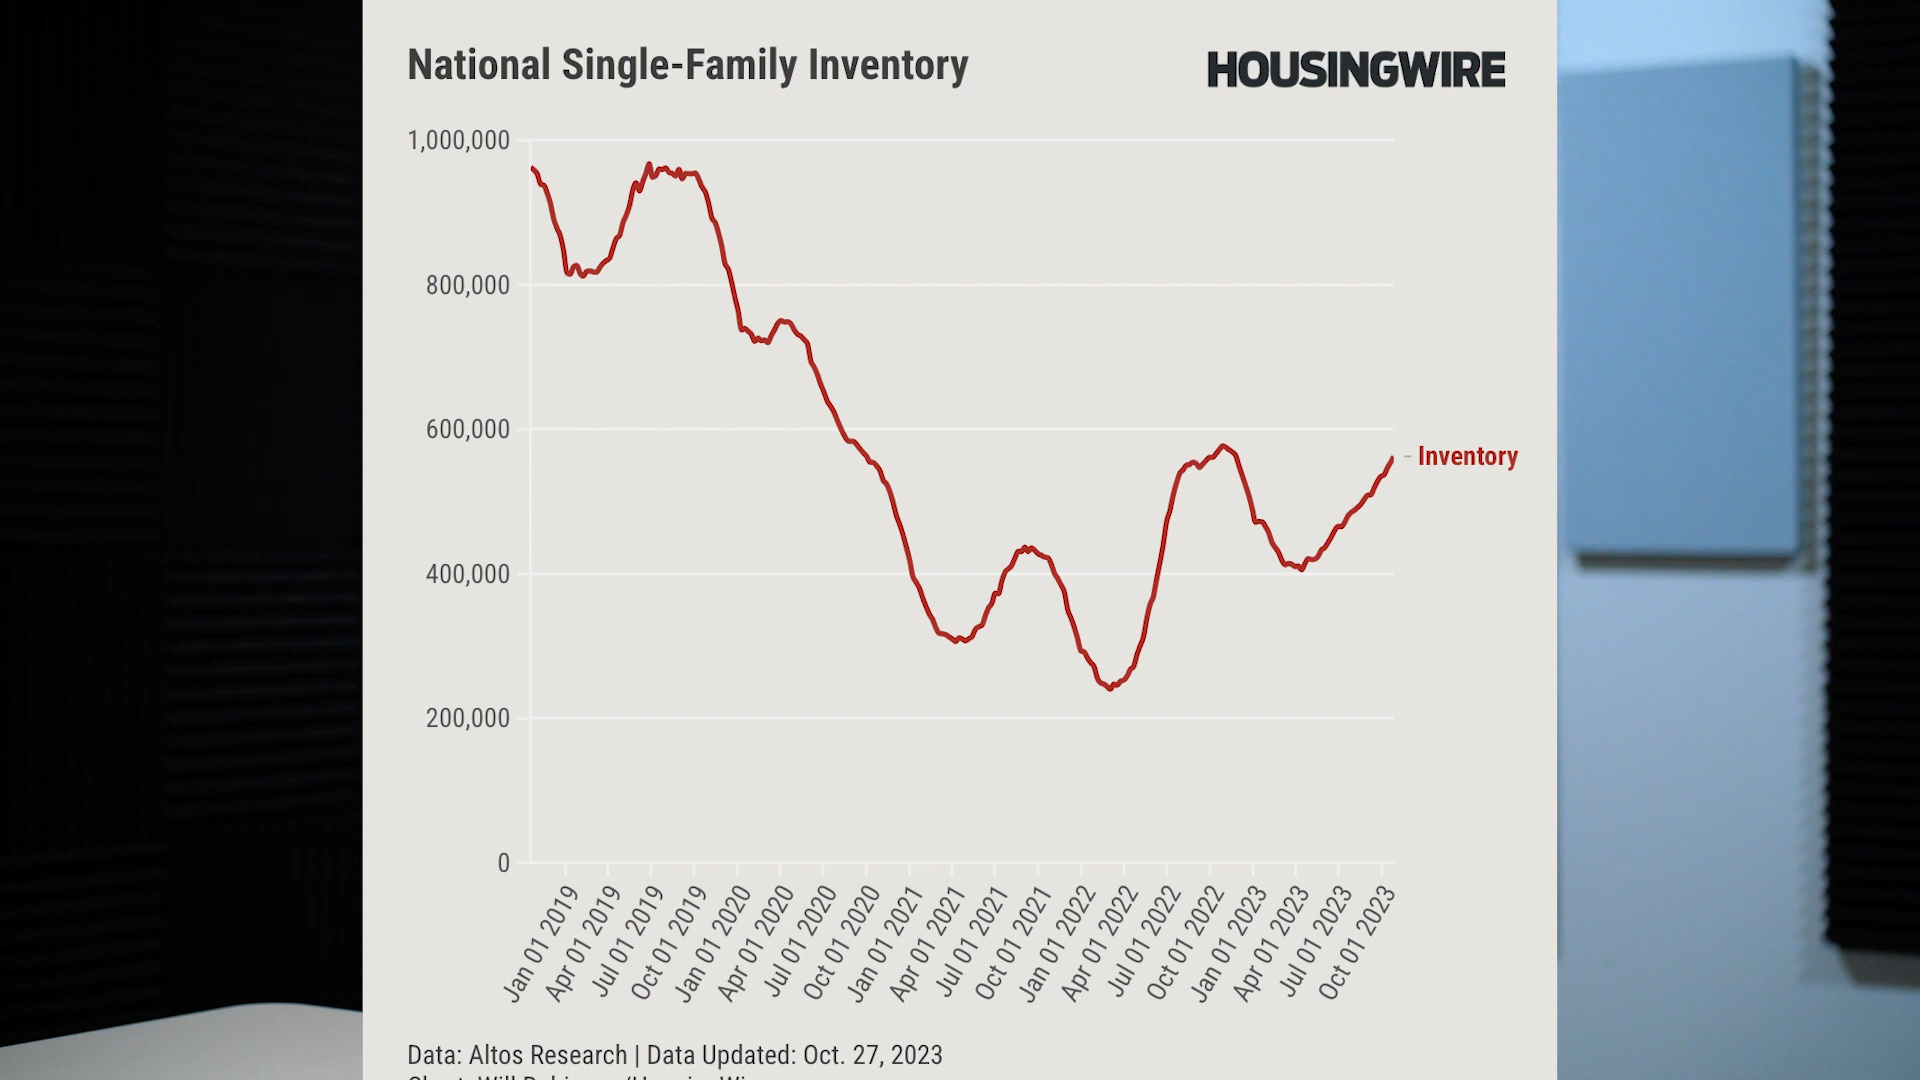 National Single-Family Inventory
HOUSINGWIRE
1,000,000
800,000
600,000
400,000
200,000
0
Inventory
Jan 01 2019
Apr 01 2019
Jul 01 2019
Oct 01 2019
Jan 01 2020
Apr 01 2020
Jul 01 2020
Oct 01 2020
Jan 01 2021
Apr 01 2021
Jul 01 2021
Oct 01 2021
Jan 01 2022
Apr 01 2022
Jul 01 2022
Oct 01 2022
Jan 01 2023
Apr 01 2023
Jul 01 2023
Oct 01 2023
Data: Altos Research | Data Updated: Oct. 27, 2023